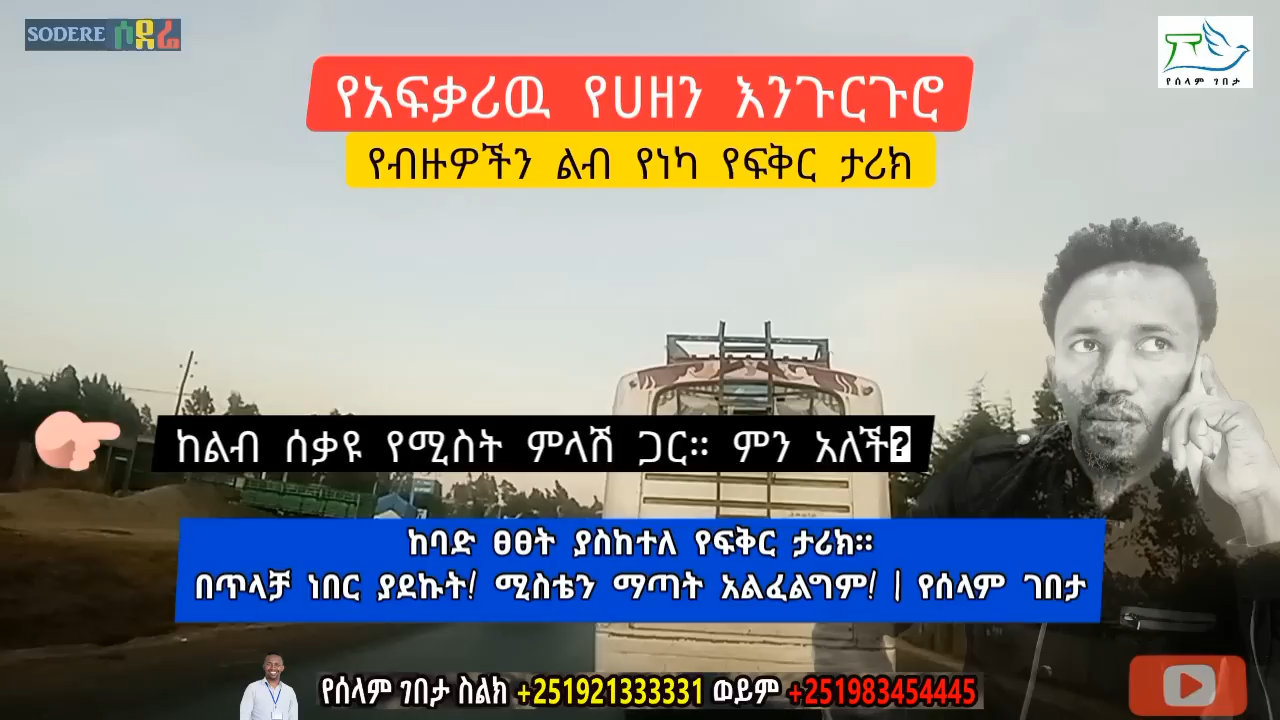 SODERE ሶደሬ
የሰላም ገበታ
የአፍቃሪዉ የሀዘን እንጉርጉሮ
የብዙዎችን ልብ የነካ የፍቅር ታሪክ
ከልብ ሰቃዩ የሚስት ምላሽ ጋር። ምን አለች�
ከባድ ፀፀት ያስከተለ የፍቅር ታሪክ።
በጥላቻ ነበር ያደኩት! ሚስቴን ማጣት አልፈልግም! | የሰላም ገበታ
የሰላም ገበታ ስልክ +251921333331 ወይም +251983454445